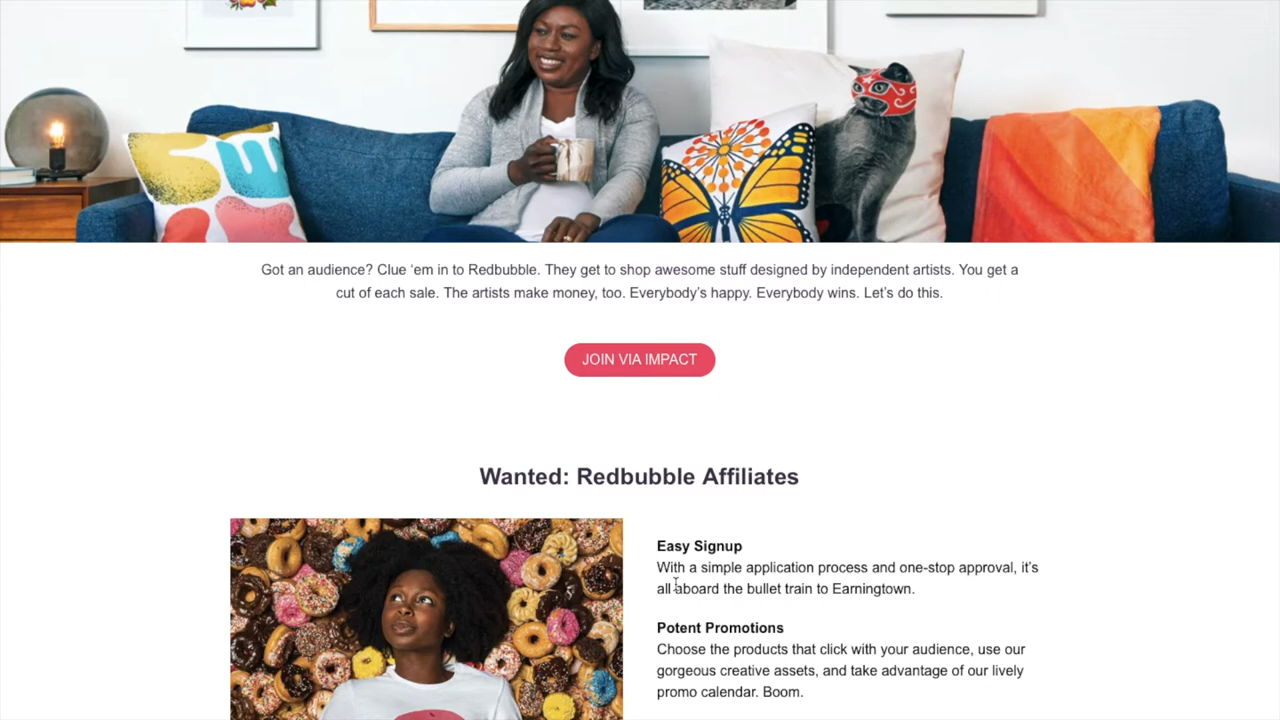 Got an audience? Clue ‘em in to Redbubble. They get to shop awesome stuff designed by independent artists. You get a
cut of each sale. The artists make money, too. Everybody’s happy. Everybody wins. Let’s do this.
JOIN VIA IMPACT
Wanted: Redbubble Affiliates
Easy Signup
With a simple application process and one-stop approval, it’s
all aboard the bullet train to Earningtown.
Potent Promotions
Choose the products that click with your audience, use our
gorgeous creative assets, and take advantage of our lively
promo calendar. Boom.